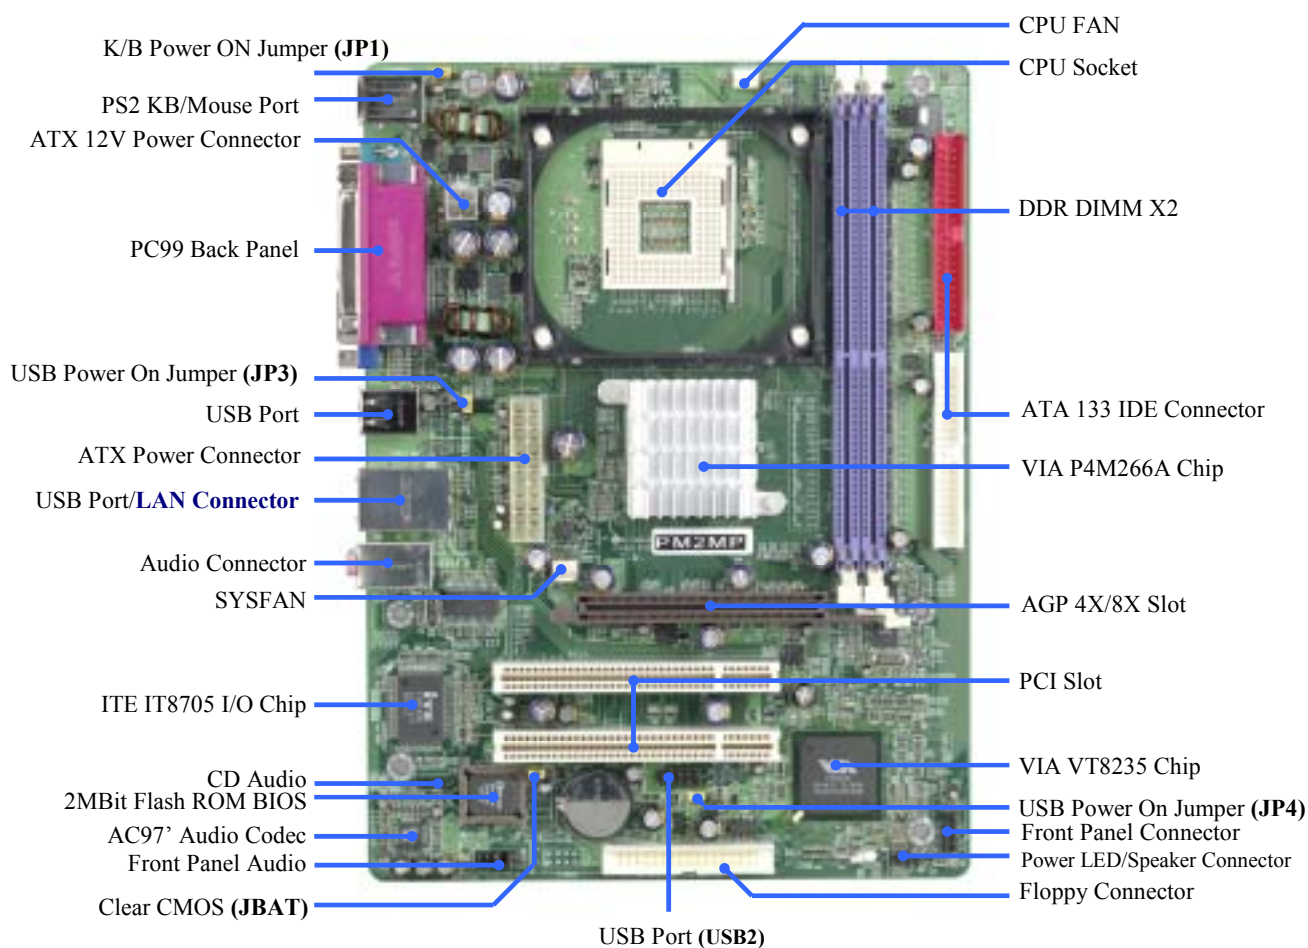 CPU FAN
K/B Power ON Jumper (JP1)
CPU Socket
PS2 KB/Mouse Port
ATX 12V Power Connector
DDR DIMM X2
PC99 Back Panel
USB Power On Jumper (JP3)
USB Port
ATA 133 IDE Connector
ATX Power Connector
VIA P4M266A Chip
USB Port/LAN Connector
PM2MP
Audio Connector
SYSFAN
AGP 4X/8X Slot
PCI Slot
ITE IT8705 I/O Chip
VIA
VIA VT8235 Chip
CD Audio
2MBit Flash ROM BIOS
USB Power On Jumper (JP4)
AC97’ Audio Codec
Front Panel Connector
Front Panel Audio
Power LED/Speaker Connector
Floppy Connector
Clear CMOS (JBAT)
USB Port (USB2)